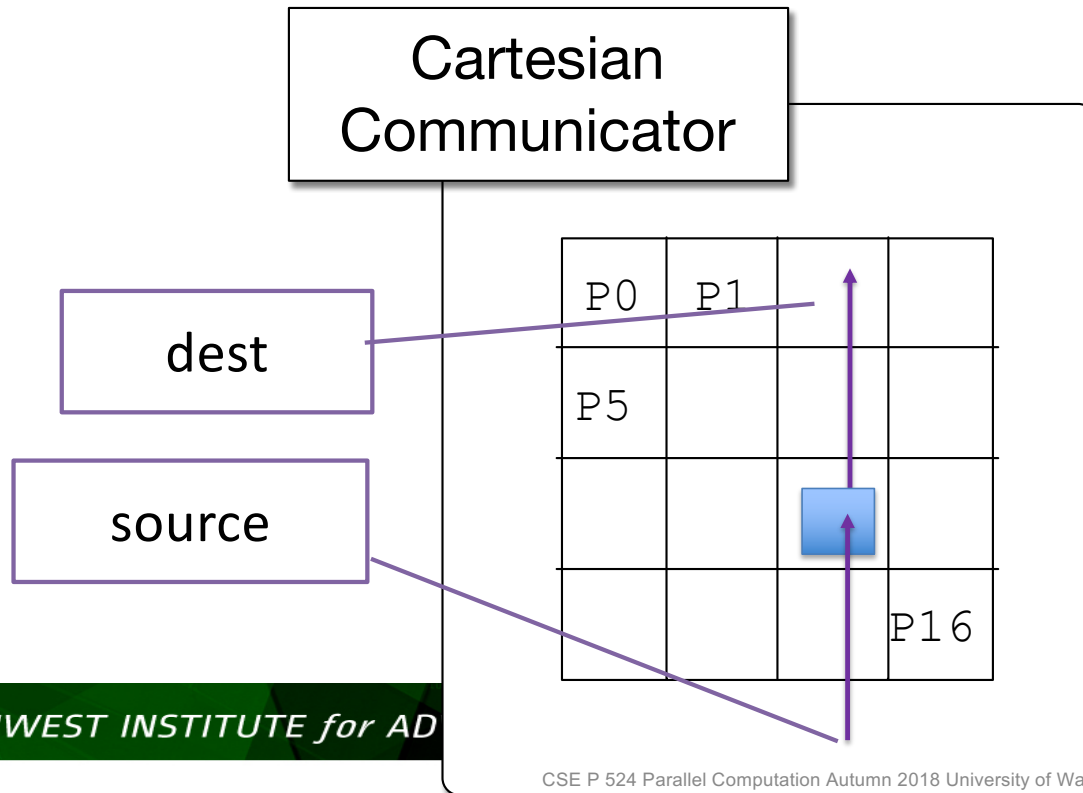 Cartesian
Communicator
P0 P1
dest
P5
source
P16
WEST INSTITUTE for AD
CSE P 524 Parallel Computation Autumn 2018 University of Wa